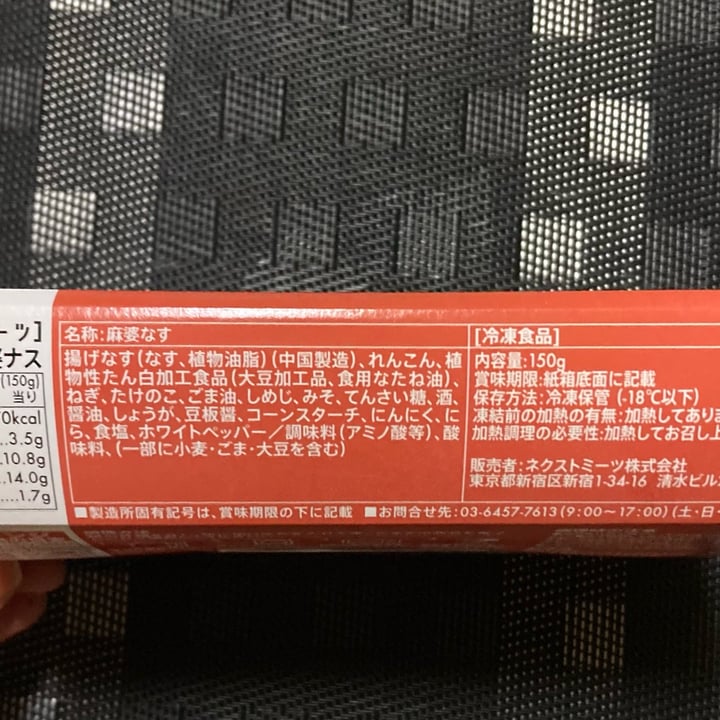 ーツ]
ナス
(150g)
当り
0kcal
...3.5g
...10.8g
...14.0g
....1.7g
名称:麻婆なす
揚げなす(なす、植物油脂)(中国製造)、れんこん、植
物性たん白加工食品(大豆加工品、食用なたね油)、
ねぎ、たけのこ、ごま油、しめじ、みそ、てんさい糖、酒、
醤油、しょうが、豆板醤、コーンスターチ、にんにく、に
ら、食塩、ホワイトペッパー／調味料(アミノ酸等)、酸
味料、(一部に小麦・ごま・大豆を含む)
[冷凍食品]
内容量:150g
賞味期限:紙箱底面に記載
保存方法:冷凍保管 (-18℃以下)
凍結前の加熱の有無:加熱してありま
加熱調理の必要性:加熱してお召し上
販売者:ネクストミーツ株式会社
東京都新宿区新宿1-34-16 清水ビル
■製造所固有記号は、賞味期限の下に記載 ■お問合せ先:03-6457-7613(9:00〜17:00)(土・日・